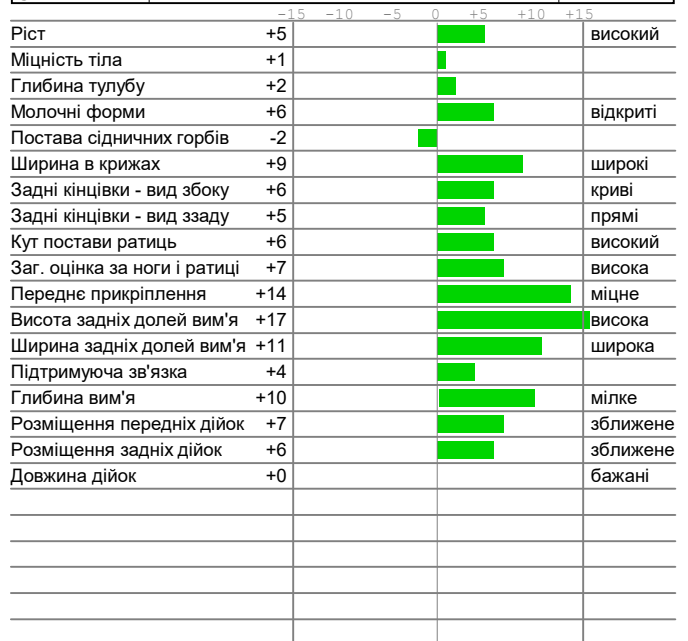 -15 -10 -5 0 +5 +10 +15
Ріст +5 високий
Міцність тіла +1
Глибина тулубу +2
Молочні форми +6 відкриті
Постава сідничних горбів -2
Ширина в крижах +9 широкі
Задні кінцівки - вид збоку +6 криві
Задні кінцівки - вид ззаду +5 прямі
Кут постави ратиць +6 високий
Заг. оцінка за ноги і ратиці +7 висока
Переднє прикріплення +14 міцне
Висота задніх долей вим'я +17 висока
Ширина задніх долей вим'я +11 широка
Підтримуюча зв'язка +4
Глибина вим'я +10 мілке
Розміщення передніх дійок +7 зближене
Розміщення задніх дійок +6 зближене
Довжина дійок +0 бажані